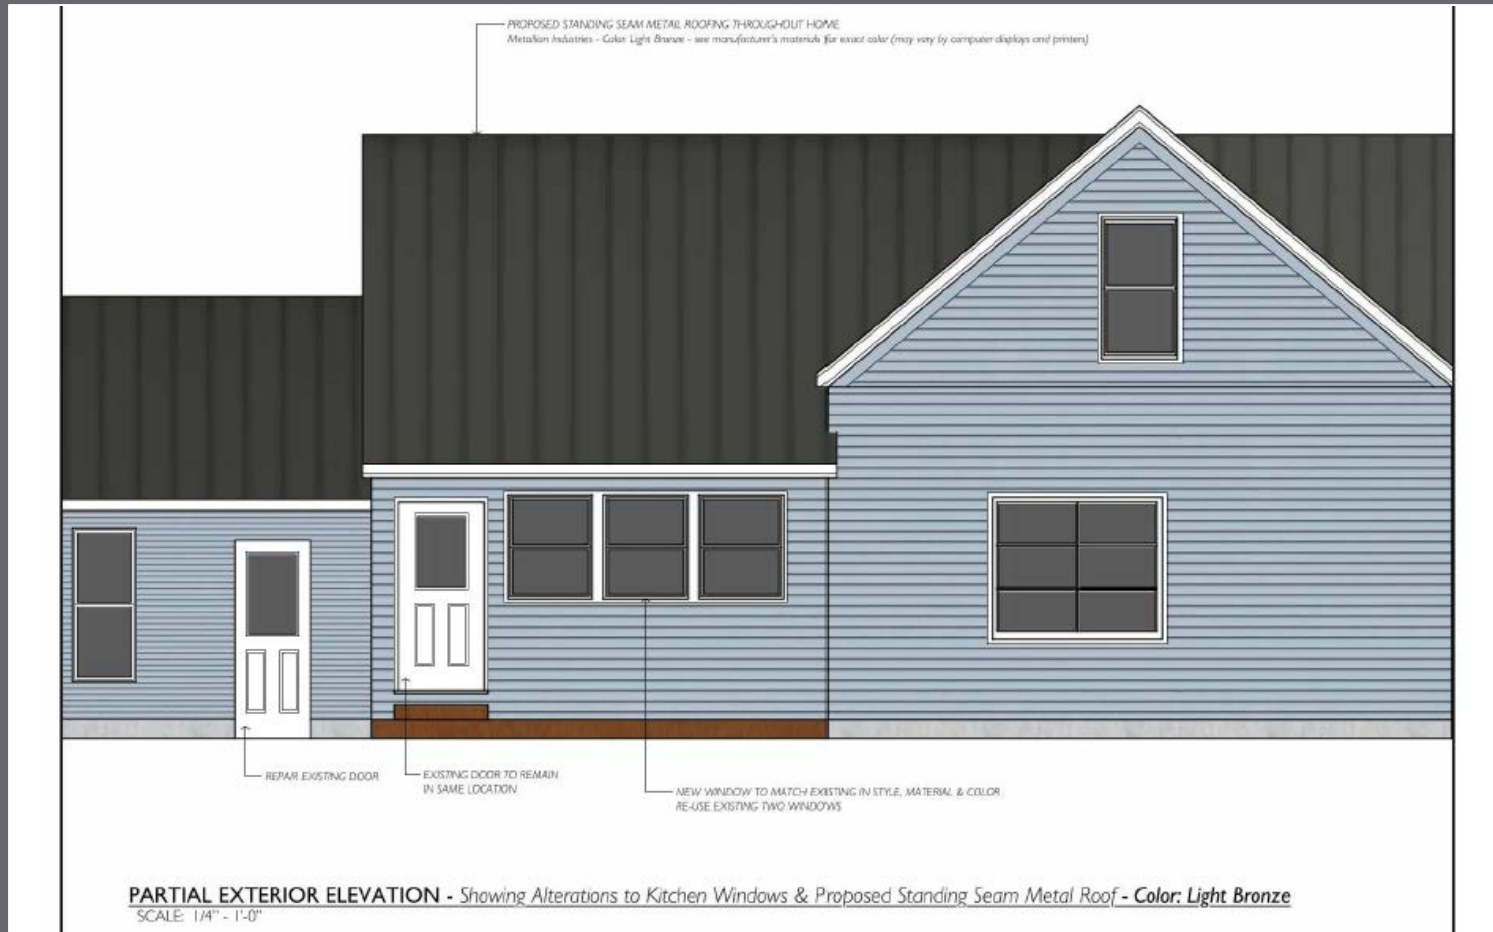 PROPOSED STANDING SEAM METAL ROOFING THROUGHOUT HOME
Metallion Industries - Color: Light Bronze - see manufacturer's materials for exact color (may vary by computer displays and printers)
REPAIR EXISTING DOOR
EXISTING DOOR TO REMAIN
IN SAME LOCATION
NEW WINDOW TO MATCH EXISTING IN STYLE, MATERIAL & COLOR
RE-USE EXISTING TWO WINDOWS
PARTIAL EXTERIOR ELEVATION - Showing Alterations to Kitchen Windows & Proposed Standing Seam Metal Roof - Color: Light Bronze
SCALE: 1/4" - 1'-0"